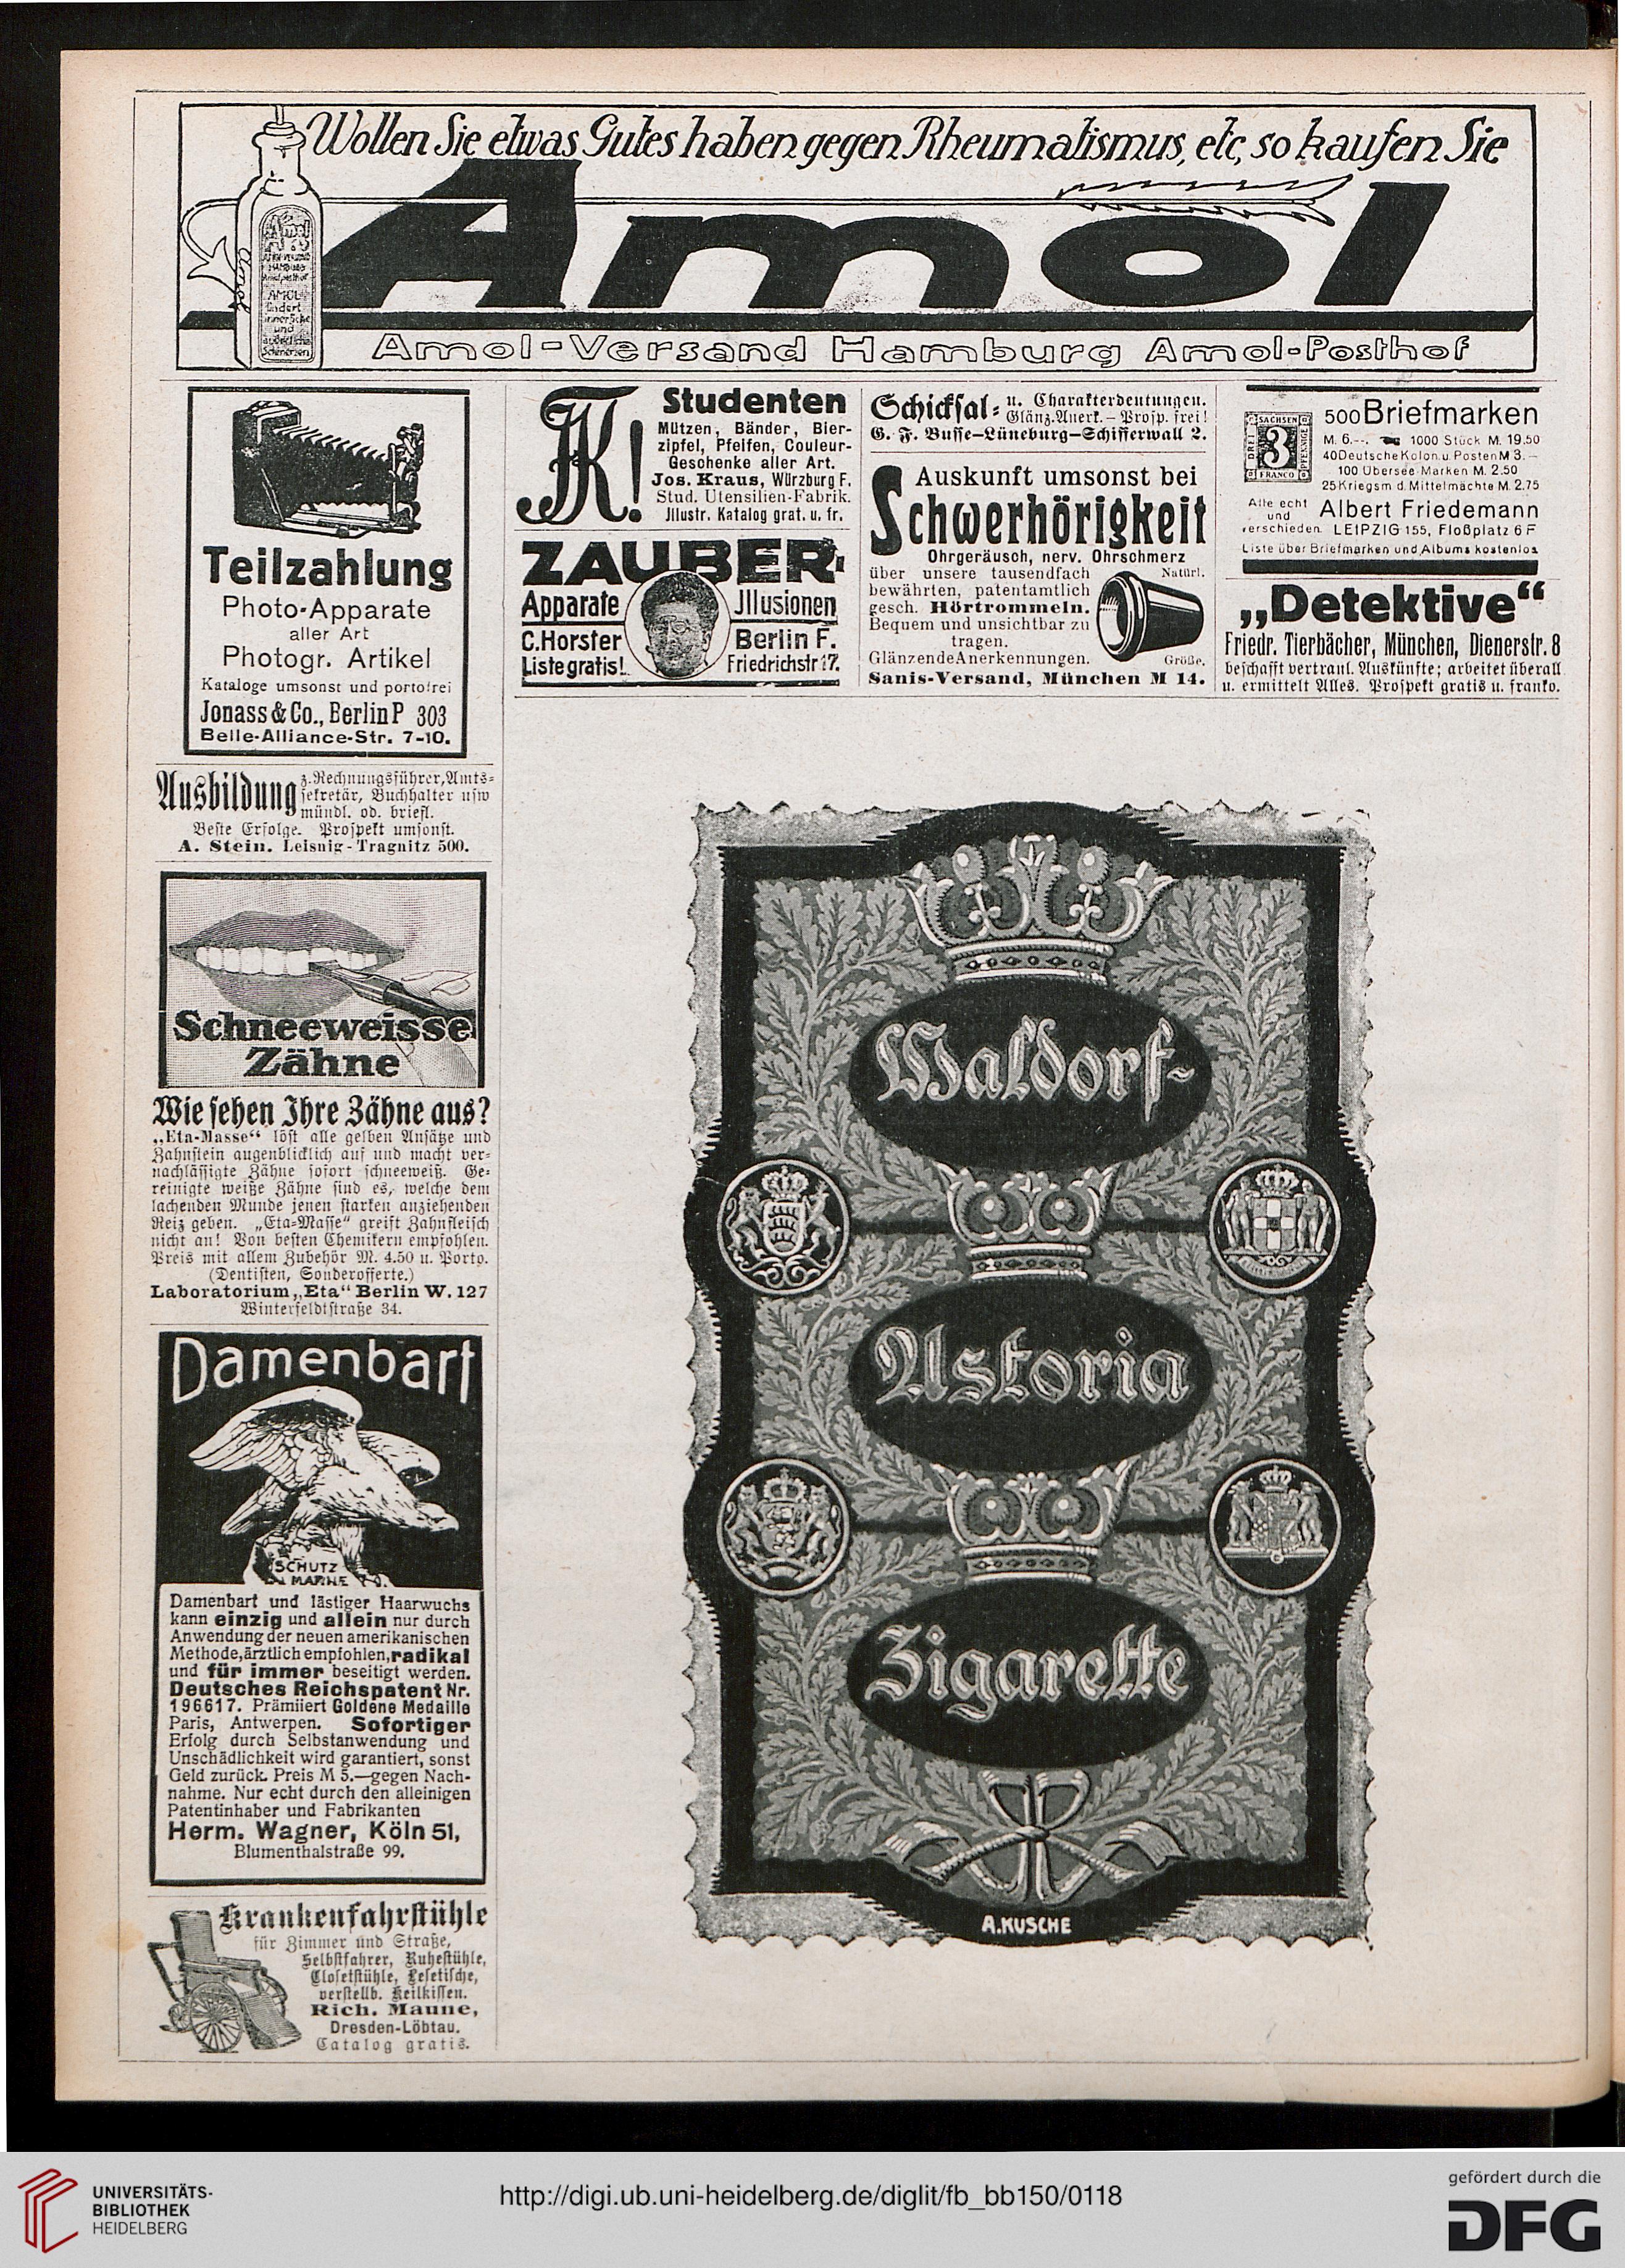 Wollen Sie etwas Gutes haben gegen Rheumatismus, etc, so kaufen Sie
Amol
Amol
AMOL
lindert
innerliche
und
äußerliche
Schmerzen
Amol-Versand Hamburg Amol-Posthof
Teilzahlung
Photo-Apparate
aller Art
Photogr. Artikel
Kataloge umsonst und portofrei
Jonass & Co., Berlin P 303
Belle-Alliance-Str. 7-10.
Ausbildung z. Rechnungsführer, Amts-
sekretär, Buchhalter usw
mündl. od. briefl.
Beste Erfolge. Prospekt umsonst.
A. Stein. Leisnig-Tragnitz 500.
Schneeweisse
Zähne
Wie sehen Ihre Zähne aus?
„Eta-Masse“ löst alle gelben Ansätze und
Zahnstein augenblicklich auf und macht ver-
nachlässigte Zähne sofort schneeweiß. Ge-
reinigte weiße Zähne sind es, welche dem
lachenden Munde jenen starken anziehenden
Reiz geben. „Eta-Masse“ greift Zahnfleisch
nicht an! Von besten Chemikern empfohlen.
Preis mit allem Zubehör M. 4.50 u. Porto.
(Dentisten, Sonderofferte.)
Laboratorium „Eta“ Berlin W. 127
Winterfeldtstraße 34.
Damenbart
SCHUTZ
MARKE
Damenbart und lästiger Haarwuchs
kann einzig und allein nur durch
Anwendung der neuen amerikanischen
Methode, ärztlich empfohlen, radikal
und für immer beseitigt werden.
Deutsches Reichspatent Nr.
196617. Prämiiert Goldene Medaille
Paris, Antwerpen. Sofortiger
Erfolg durch Selbstanwendung und
Unschädlichkeit wird garantiert, sonst
Geld zurück. Preis M 5.— gegen Nach-
nahme. Nur echt durch den alleinigen
Patentinhaber und Fabrikanten
Herm. Wagner, Köln 51,
Blumenthalstraße 99.
Krankenfahrstühle
für Zimmer und Straße,
Selbstfahrer, Ruhestühle,
Closetstühle, Lesetische,
verstellb. Keilkissen.
Rich. Maune,
Dresden-Löbtau.
Catalog gratis.
JK!
Studenten
Mützen, Bänder, Bier-
zipfel, Pfeifen, Couleur-
Geschenke aller Art.
Jos. Kraus, Würzburg F.
Stud. Utensilien-Fabrik.
Jllustr. Katalog grat. u. fr.
ZAUBER-
Apparate Jllusionen
C. Horster Berlin F.
Liste gratis! Friedrichstr 17.
Schicksal- u. Charakterdeutungen.
Glänz. Anerk. – Prosp. frei!
G. F. Busse–Lüneburg–Schifferwall 2.
Auskunft umsonst bei
Schwerhörigkeit
Ohrgeräusch, nerv. Ohrschmerz
über unsere tausendfach
bewährten, patentamtlich
gesch. Hörtrommeln.
Bequem und unsichtbar zu
tragen.
Glänzende Anerkennungen.
Natürl.
Größe.
Sanis-Versand, München M 14.
SACHSEN
DREI 3 PFENNIGE
FRANCO
500 Briefmarken
M. 6.--. 1000 Stück M. 19.50
40 Deutsche Kolon. u. Posten M 3.–
100 Übersee Marken M. 2.50
25 Kriegsm d. Mittelmächte M. 2.75
Alle echt
und
verschieden.
Albert Friedemann
LEIPZIG 155, Floßplatz 6 F
Liste über Briefmarken und Albums kostenlos
„Detektive“
Friedr. Tierbächer, München, Dienerstr. 8
beschafft vertraul. Auskünfte; arbeitet überall
u. ermittelt Alles. Prospekt gratis u. franko.
Waldorf-
Astoria
Zigarette
A. KUSCHE
UNIVERSITÄTS-
BIBLIOTHEK
HEIDELBERG
http://digi.ub.uni-heidelberg.de/diglit/fb_bb150/0118
gefördert durch die
DFG